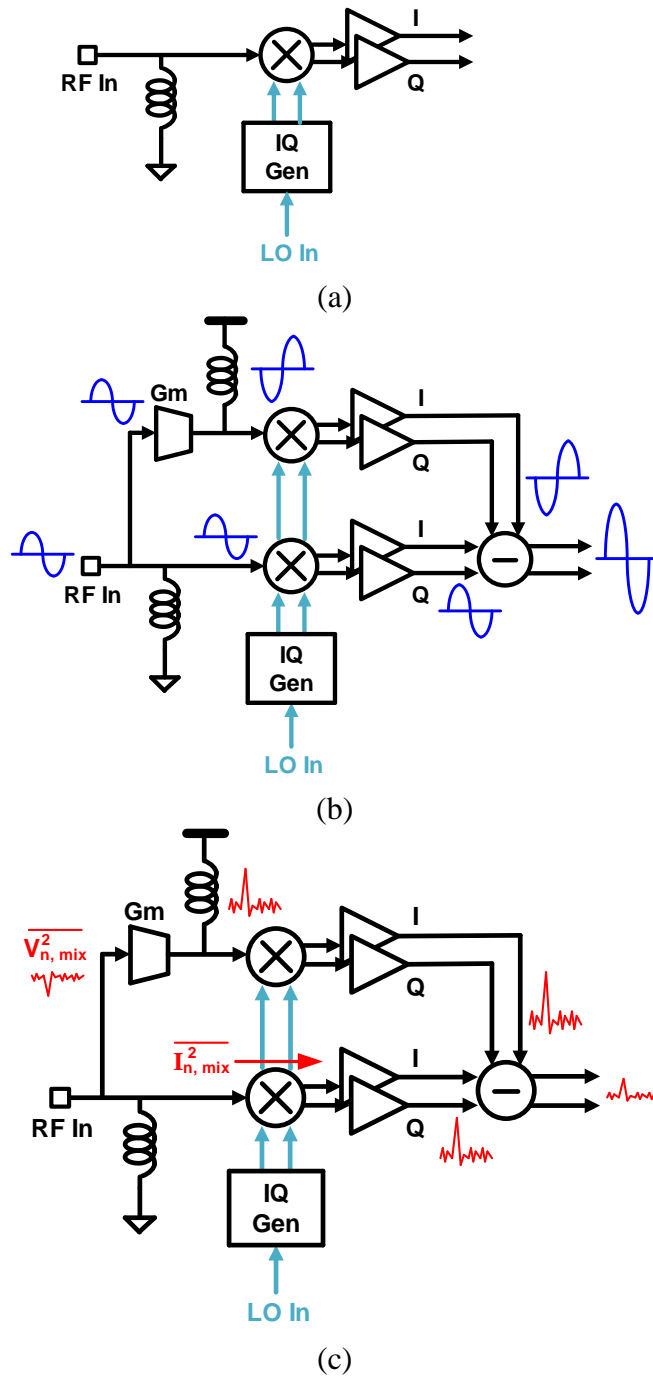 I
RF In
Q
IQ
Gen
LO In
(a)
Gm
I
Q
I
RF In
Q
IQ
Gen
LO In
(b)
Gm
V²n, mix
I
Q
I²n, mix
I
RF In
Q
IQ
Gen
LO In
(c)